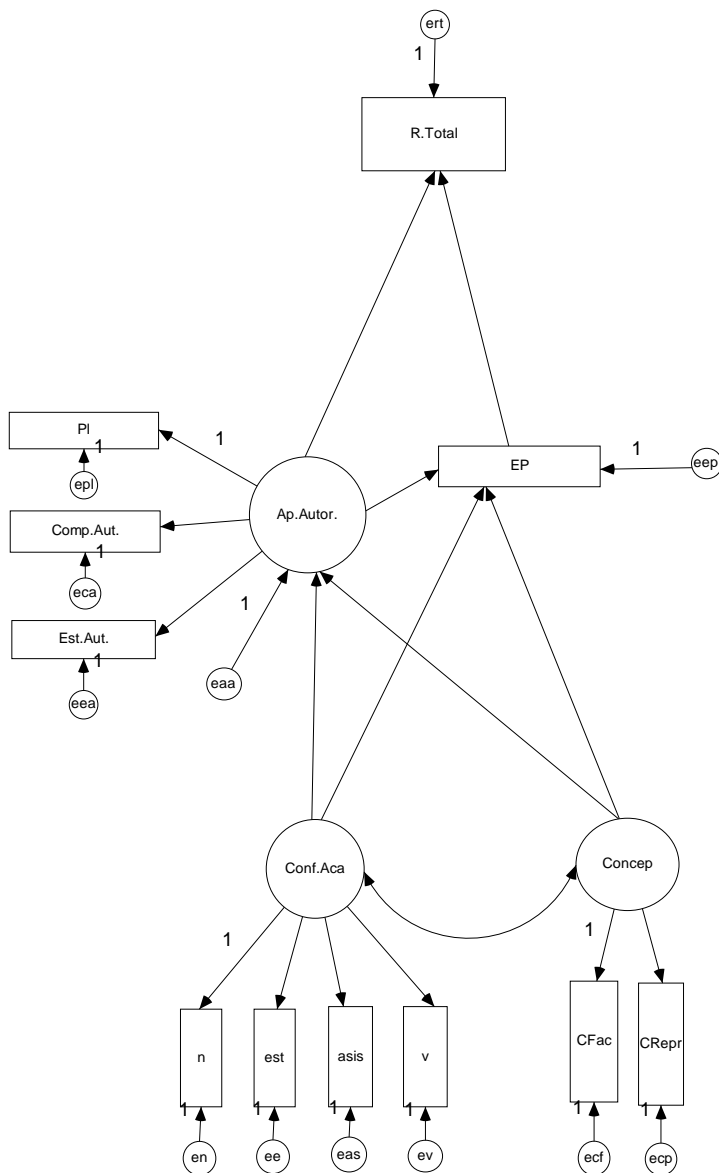 ert
1
R.Total
Pl
1
1
epl
EP
1
eep
Ap.Autor.
Comp.Aut.
1
eca
Est.Aut.
1
eea
1
eaa
Conf.Aca
Concep
1
1
n
est
asis
v
CFac
CRepr
1
1
1
1
1
1
en
ee
eas
ev
ecf
ecp